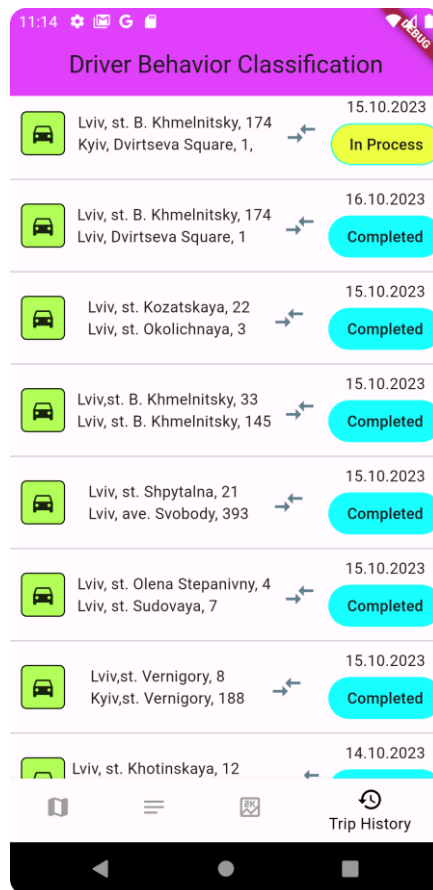 11:14
DEBUG
Driver Behavior Classification
15.10.2023
Lviv, st. B. Khmelnitsky, 174
Kyiv, Dvirtseva Square, 1,
In Process
16.10.2023
Lviv, st. B. Khmelnitsky, 174
Lviv, Dvirtseva Square, 1
Completed
15.10.2023
Lviv, st. Kozatskaya, 22
Lviv, st. Okolichnaya, 3
Completed
15.10.2023
Lviv,st. B. Khmelnitsky, 33
Lviv, st. B. Khmelnitsky, 145
Completed
15.10.2023
Lviv, st. Shpytalna, 21
Lviv, ave. Svobody, 393
Completed
15.10.2023
Lviv, st. Olena Stepanivny, 4
Lviv, st. Sudovaya, 7
Completed
15.10.2023
Lviv,st. Vernigory, 8
Kyiv,st. Vernigory, 188
Completed
14.10.2023
Lviv, st. Khotinskaya, 12
Trip History